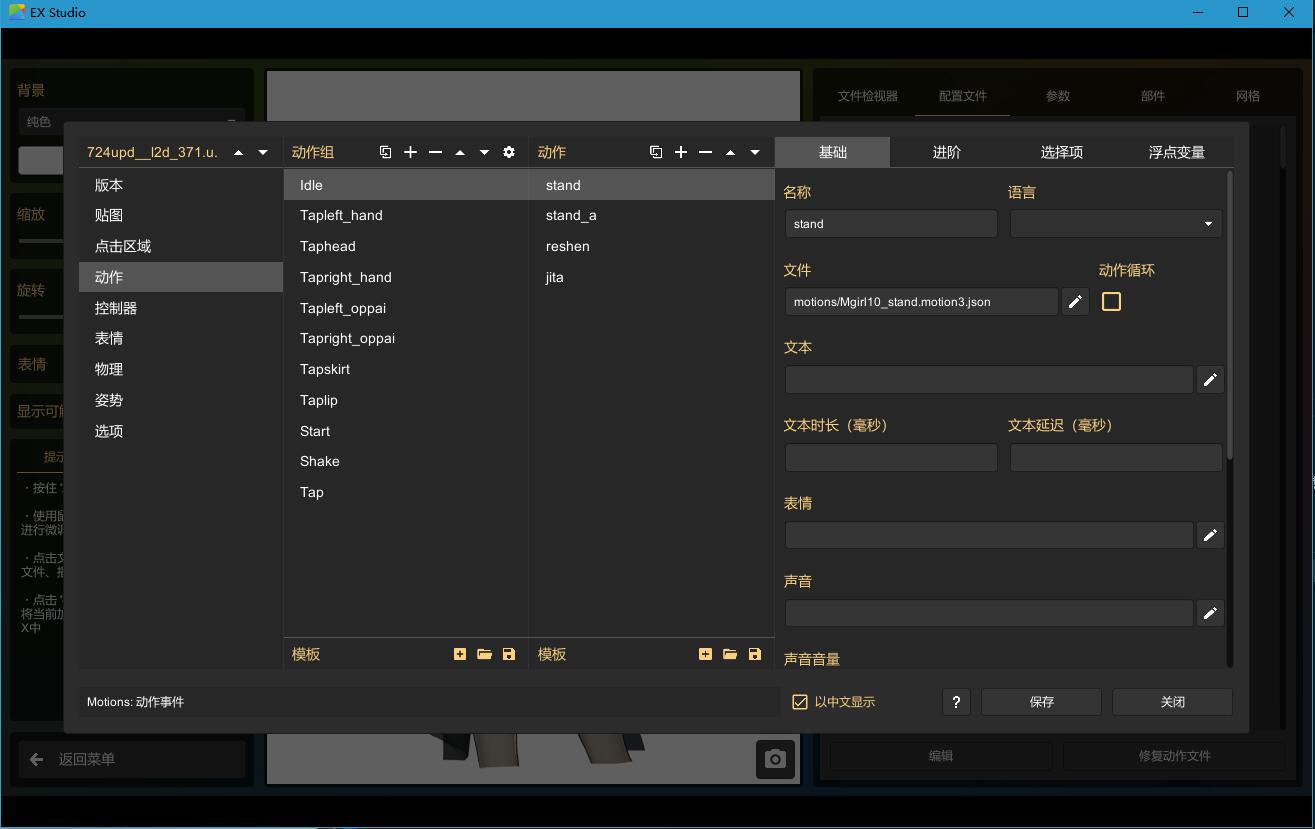 EX Studio
背景
纯色
缩放
旋转
表情
显示可
提示
· 按住
· 使用
进行微调
· 点击文
文件、
· 点击
将当前加
X中
返回菜单
724upd__l2d_371.u.
版本
贴图
点击区域
动作
控制器
表情
物理
姿势
选项
动作组
Idle
Tapleft_hand
Taphead
Tapright_hand
Tapleft_oppai
Tapright_oppai
Tapskirt
Taplip
Start
Shake
Tap
模板
动作
stand
stand_a
reshen
jita
模板
文件检视器
配置文件
参数
部件
网格
基础
进阶
选择项
浮点变量
名称
语言
stand
文件
动作循环
motions/Mgirl10_stand.motion3.json
文本
文本时长（毫秒）
文本延迟（毫秒）
表情
声音
声音音量
Motions: 动作事件
以中文显示
?
保存
关闭
编辑
修复动作文件